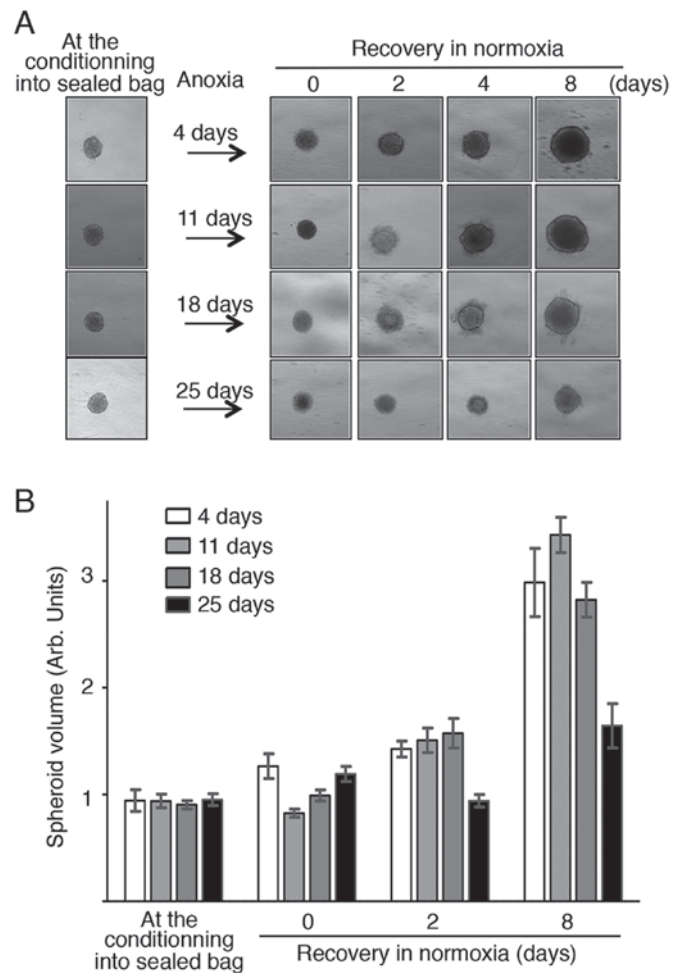 A
At the
conditionning
into sealed bag
Anoxia
Recovery in normoxia
0 2 4 8 (days)
4 days
11 days
18 days
25 days
B
Spheroid volume (Arb. Units)
3
2
1
4 days
11 days
18 days
25 days
At the
conditionning
into sealed bag
0 2 8
Recovery in normoxia (days)